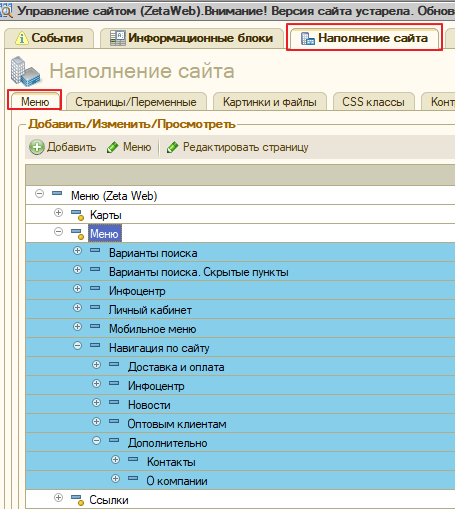 Управление сайтом (ZetaWeb).Внимание! Версия сайта устарела. Обнов
События Информационные блоки Наполнение сайта
Наполнение сайта
Меню Страницы/Переменные Картинки и файлы CSS классы Конт
Добавить/Изменить/Просмотреть
Добавить Меню Редактировать страницу
Меню (Zeta Web)
Карты
Меню
Варианты поиска
Варианты поиска. Скрытые пункты
Инфоцентр
Личный кабинет
Мобильное меню
Навигация по сайту
Доставка и оплата
Инфоцентр
Новости
Оптовым клиентам
Дополнительно
Контакты
О компании
Ссылки